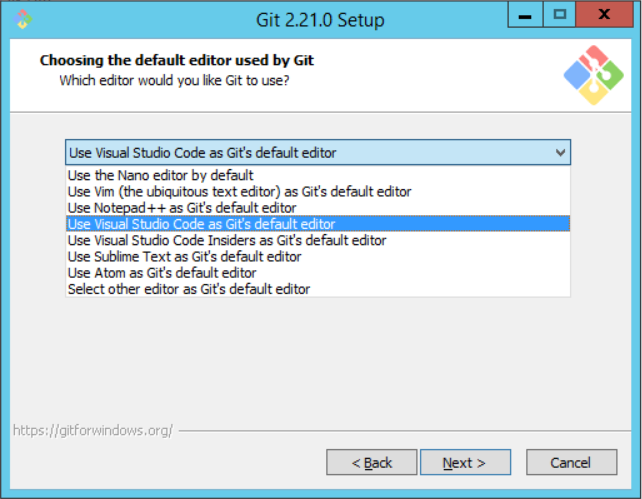 Git 2.21.0 Setup
Choosing the default editor used by Git
Which editor would you like Git to use?
Use Visual Studio Code as Git's default editor
Use the Nano editor by default
Use Vim (the ubiquitous text editor) as Git's default editor
Use Notepad++ as Git's default editor
Use Visual Studio Code as Git's default editor
Use Visual Studio Code Insiders as Git's default editor
Use Sublime Text as Git's default editor
Use Atom as Git's default editor
Select other editor as Git's default editor
https://gitforwindows.org/
< Back Next > Cancel